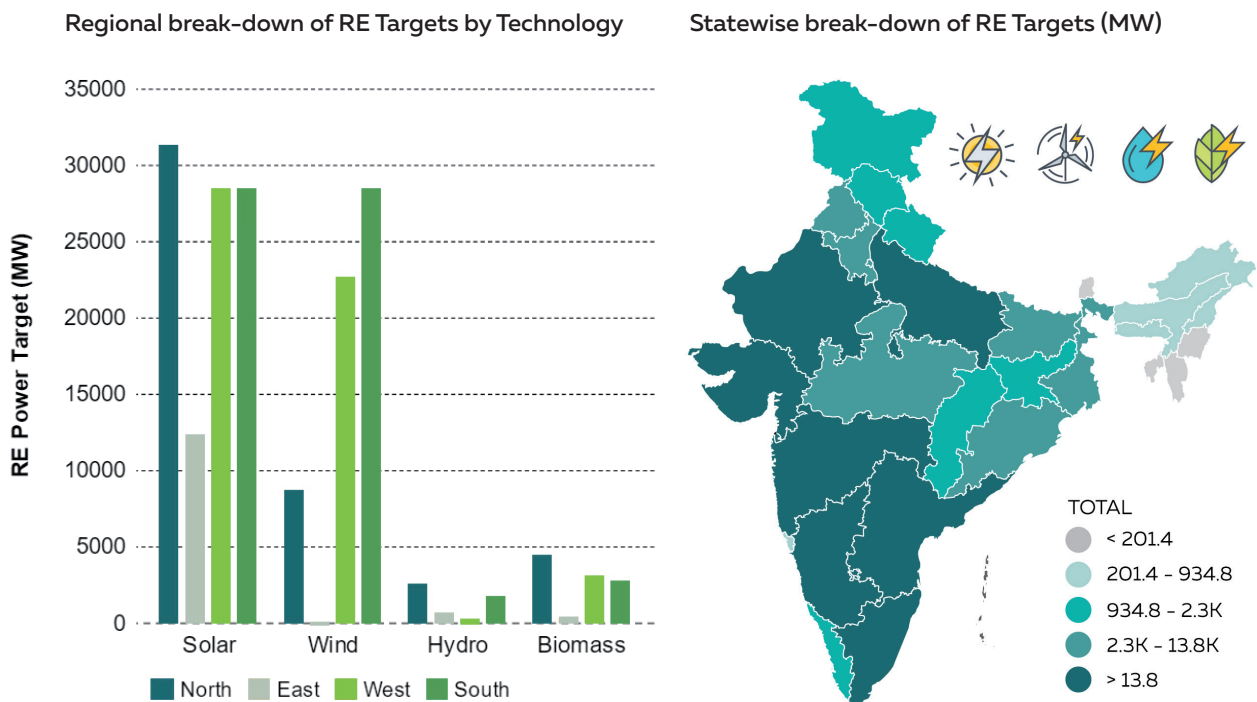 Regional break-down of RE Targets by Technology
RE Power Target (MW)
35000
30000
25000
20000
15000
10000
5000
0
Solar
Wind
Hydro
Biomass
North
East
West
South
Statewise break-down of RE Targets (MW)
TOTAL
< 201.4
201.4 – 934.8
934.8 – 2.3K
2.3K – 13.8K
> 13.8